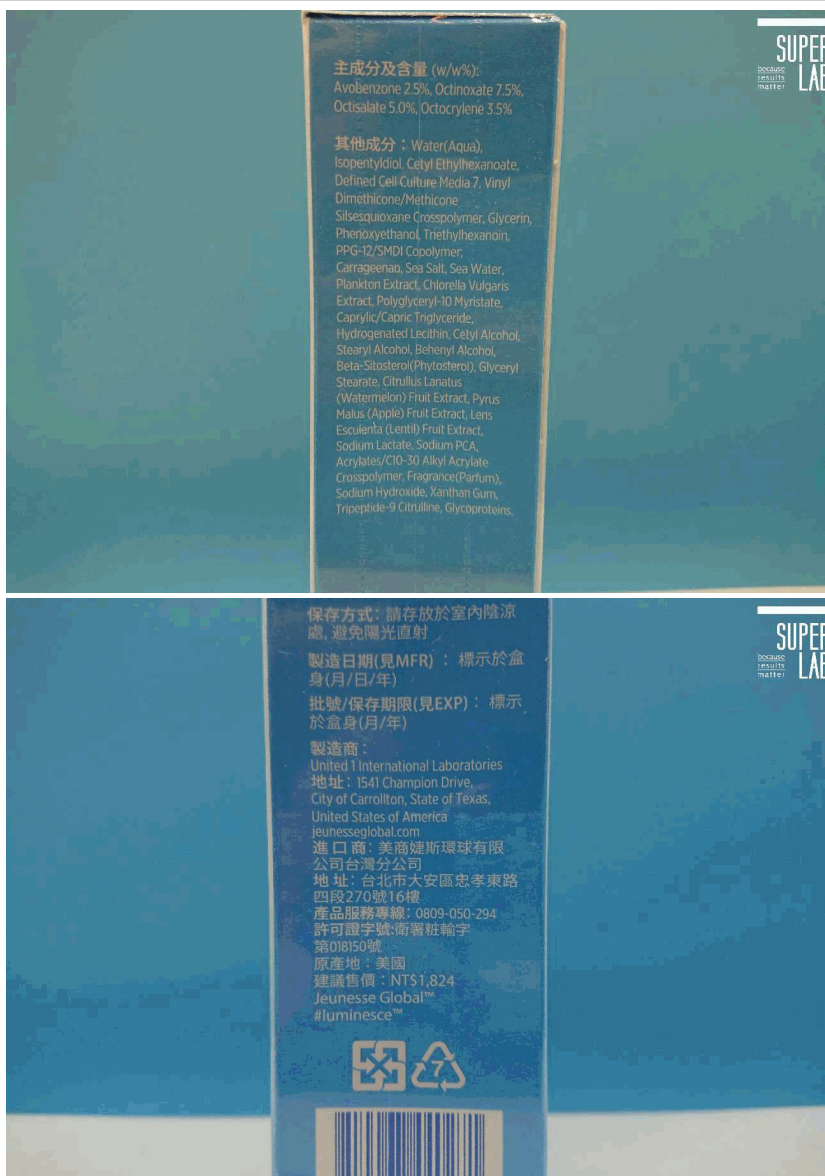 SUPER
because
results
matter
LAB
主成分及含量 (w/w%):
Avobenzone 2.5%, Octinoxate 7.5%,
Octisalate 5.0%, Octocrylene 3.5%
其他成分：Water(Aqua),
Isopentyldiol, Cetyl Ethylhexanoate,
Defined Cell Culture Media 7, Vinyl
Dimethicone/Methicone
Silsesquioxane Crosspolymer, Glycerin,
Phenoxyethanol, Triethylhexanoin,
PPG-12/SMDI Copolymer,
Carrageenan, Sea Salt, Sea Water,
Plankton Extract, Chlorella Vulgaris
Extract, Polyglyceryl-10 Myristate,
Caprylic/Capric Triglyceride,
Hydrogenated Lecithin, Cetyl Alcohol,
Stearyl Alcohol, Behenyl Alcohol,
Beta-Sitosterol(Phytosterol), Glyceryl
Stearate, Citrullus Lanatus
(Watermelon) Fruit Extract, Pyrus
Malus (Apple) Fruit Extract, Lens
Esculenta (Lentil) Fruit Extract,
Sodium Lactate, Sodium PCA,
Acrylates/C10-30 Alkyl Acrylate
Crosspolymer, Fragrance(Parfum),
Sodium Hydroxide, Xanthan Gum,
Tripeptide-9 Citrulline, Glycoproteins.
SUPER
because
results
matter
LAB
保存方式：請存放於室內陰涼
處, 避免陽光直射
製造日期(見MFR) ：標示於盒
身(月/日/年)
批號/保存期限(見EXP)：標示
於盒身(月/年)
製造商：
United 1 International Laboratories
地址：1541 Champion Drive,
City of Carrollton, State of Texas,
United States of America
jeunesseglobal.com
進口商：美商婕斯環球有限
公司台灣分公司
地 址：台北市大安區忠孝東路
四段270號16樓
產品服務專線：0809-050-294
許可證字號:衛署粧輸字
第018150號
原產地：美國
建議售價：NT$1,824
Jeunesse Global™
#luminesce™
7